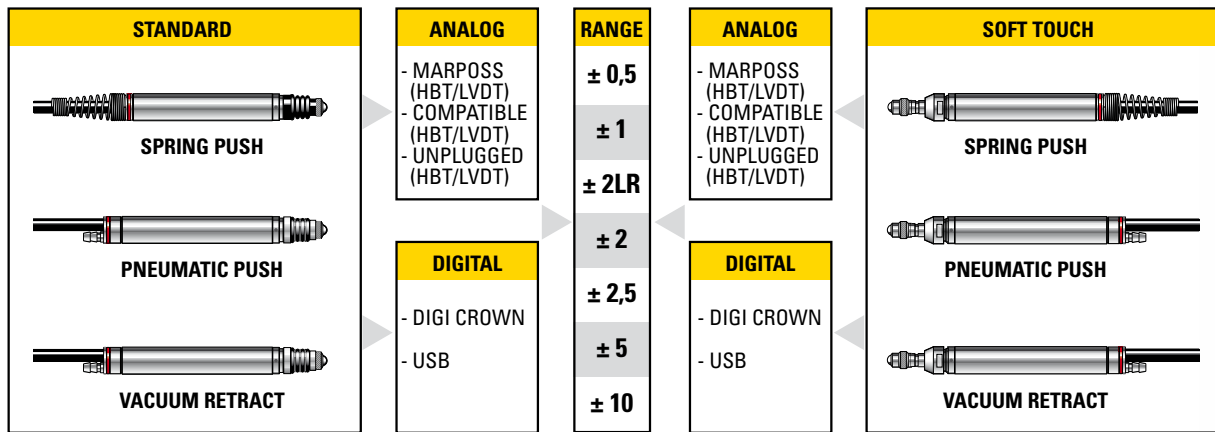 STANDARD
SPRING PUSH
PNEUMATIC PUSH
VACUUM RETRACT
ANALOG
- MARPOSS
(HBT/LVDT)
- COMPATIBLE
(HBT/LVDT)
- UNPLUGGED
(HBT/LVDT)
DIGITAL
- DIGI CROWN
- USB
RANGE
± 0,5
± 1
± 2LR
± 2
± 2,5
± 5
± 10
ANALOG
- MARPOSS
(HBT/LVDT)
- COMPATIBLE
(HBT/LVDT)
- UNPLUGGED
(HBT/LVDT)
DIGITAL
- DIGI CROWN
- USB
SOFT TOUCH
SPRING PUSH
PNEUMATIC PUSH
VACUUM RETRACT